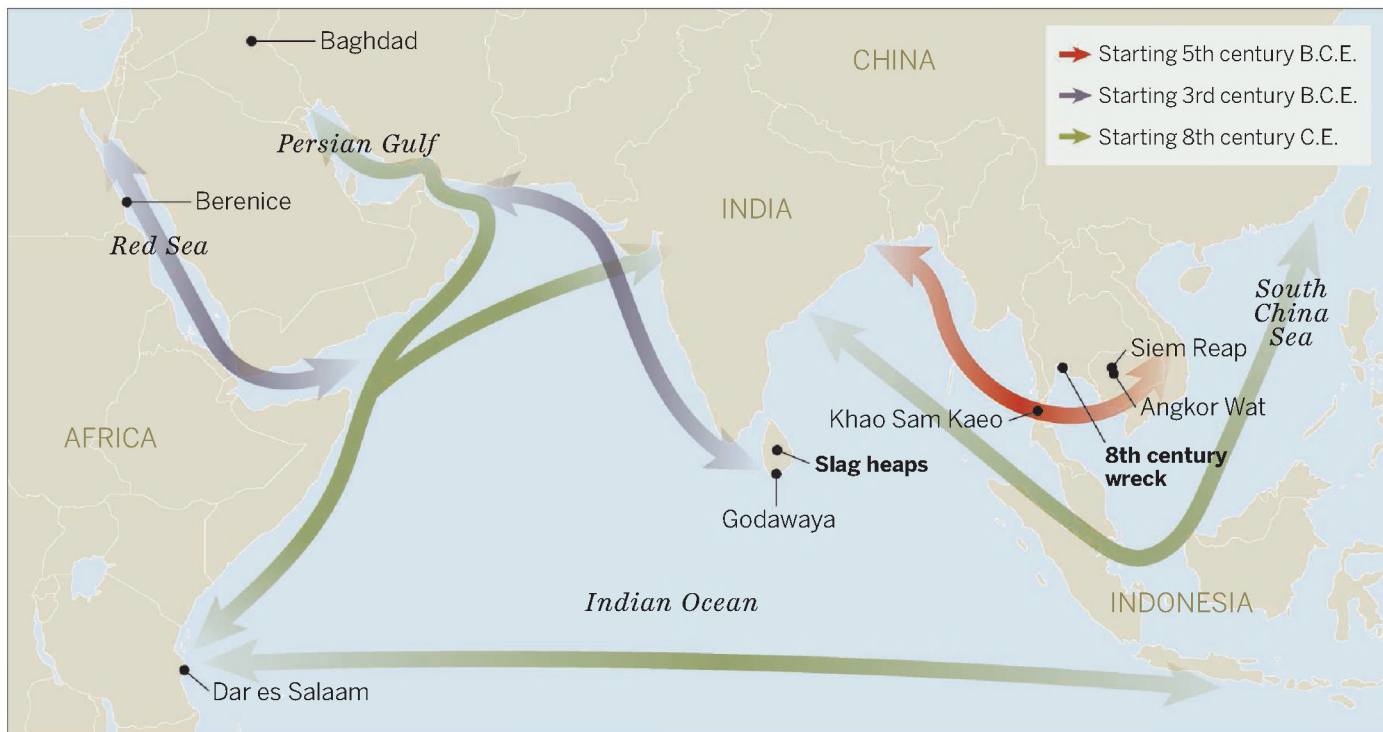 Baghdad
CHINA
Starting 5th century B.C.E.
Starting 3rd century B.C.E.
Starting 8th century C.E.
Persian Gulf
Berenice
INDIA
Red Sea
South
China
Sea
Siem Reap
Angkor Wat
Khao Sam Kaeo
AFRICA
8th century
wreck
Slag heaps
Godawaya
Indian Ocean
INDONESIA
Dar es Salaam